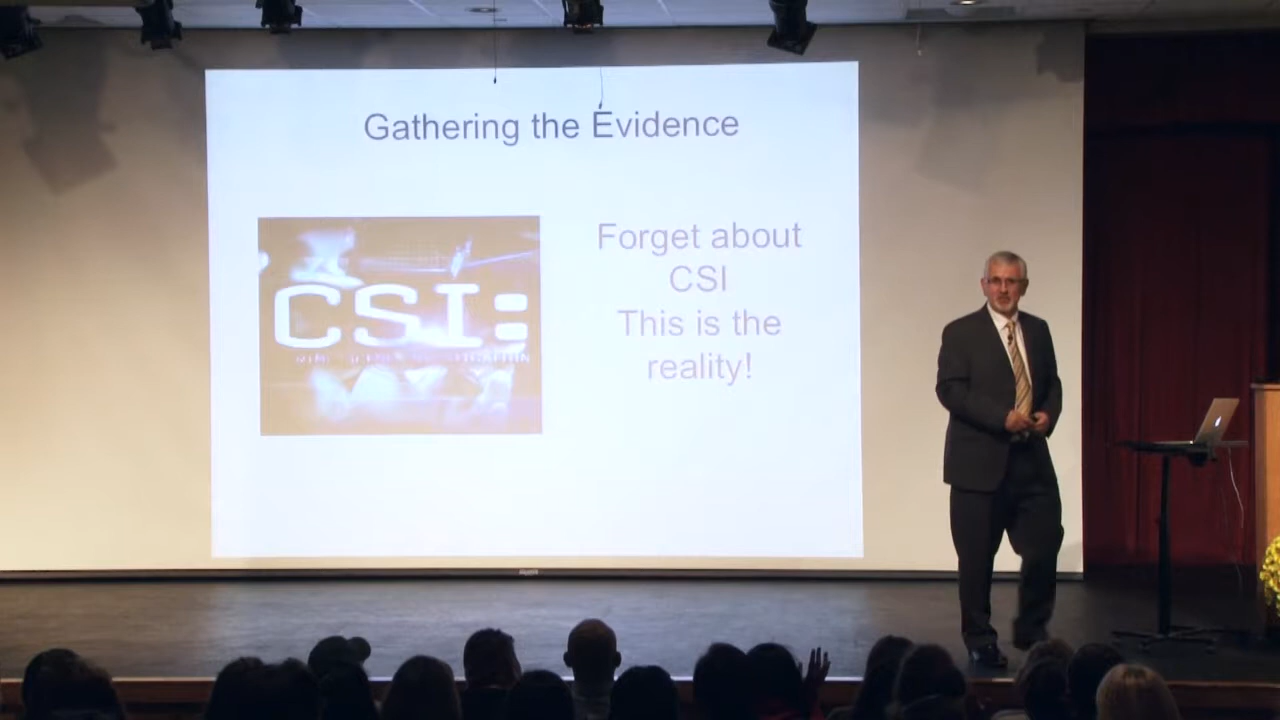 Gathering the Evidence
CSI:
Forget about
CSI
This is the
reality!